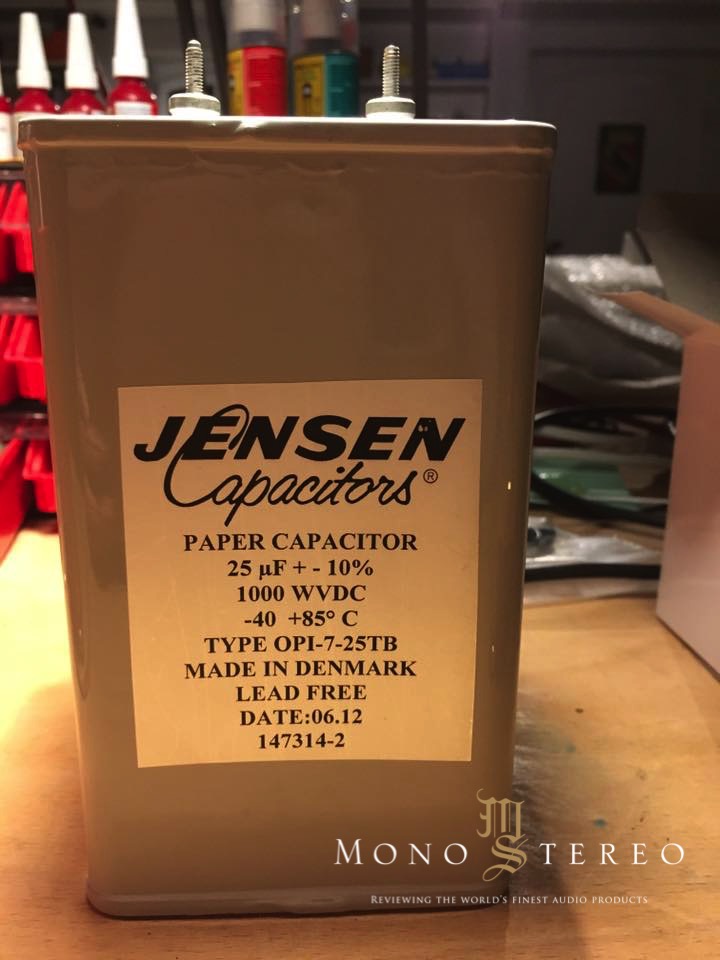 JENSEN
Capacitors®
PAPER CAPACITOR
25 µF + - 10%
1000 WVDC
-40 +85° C
TYPE OPI-7-25TB
MADE IN DENMARK
LEAD FREE
DATE:06.12
147314-2
MS
MONO STEREO
REVIEWING THE WORLD'S FINEST AUDIO PRODUCTS